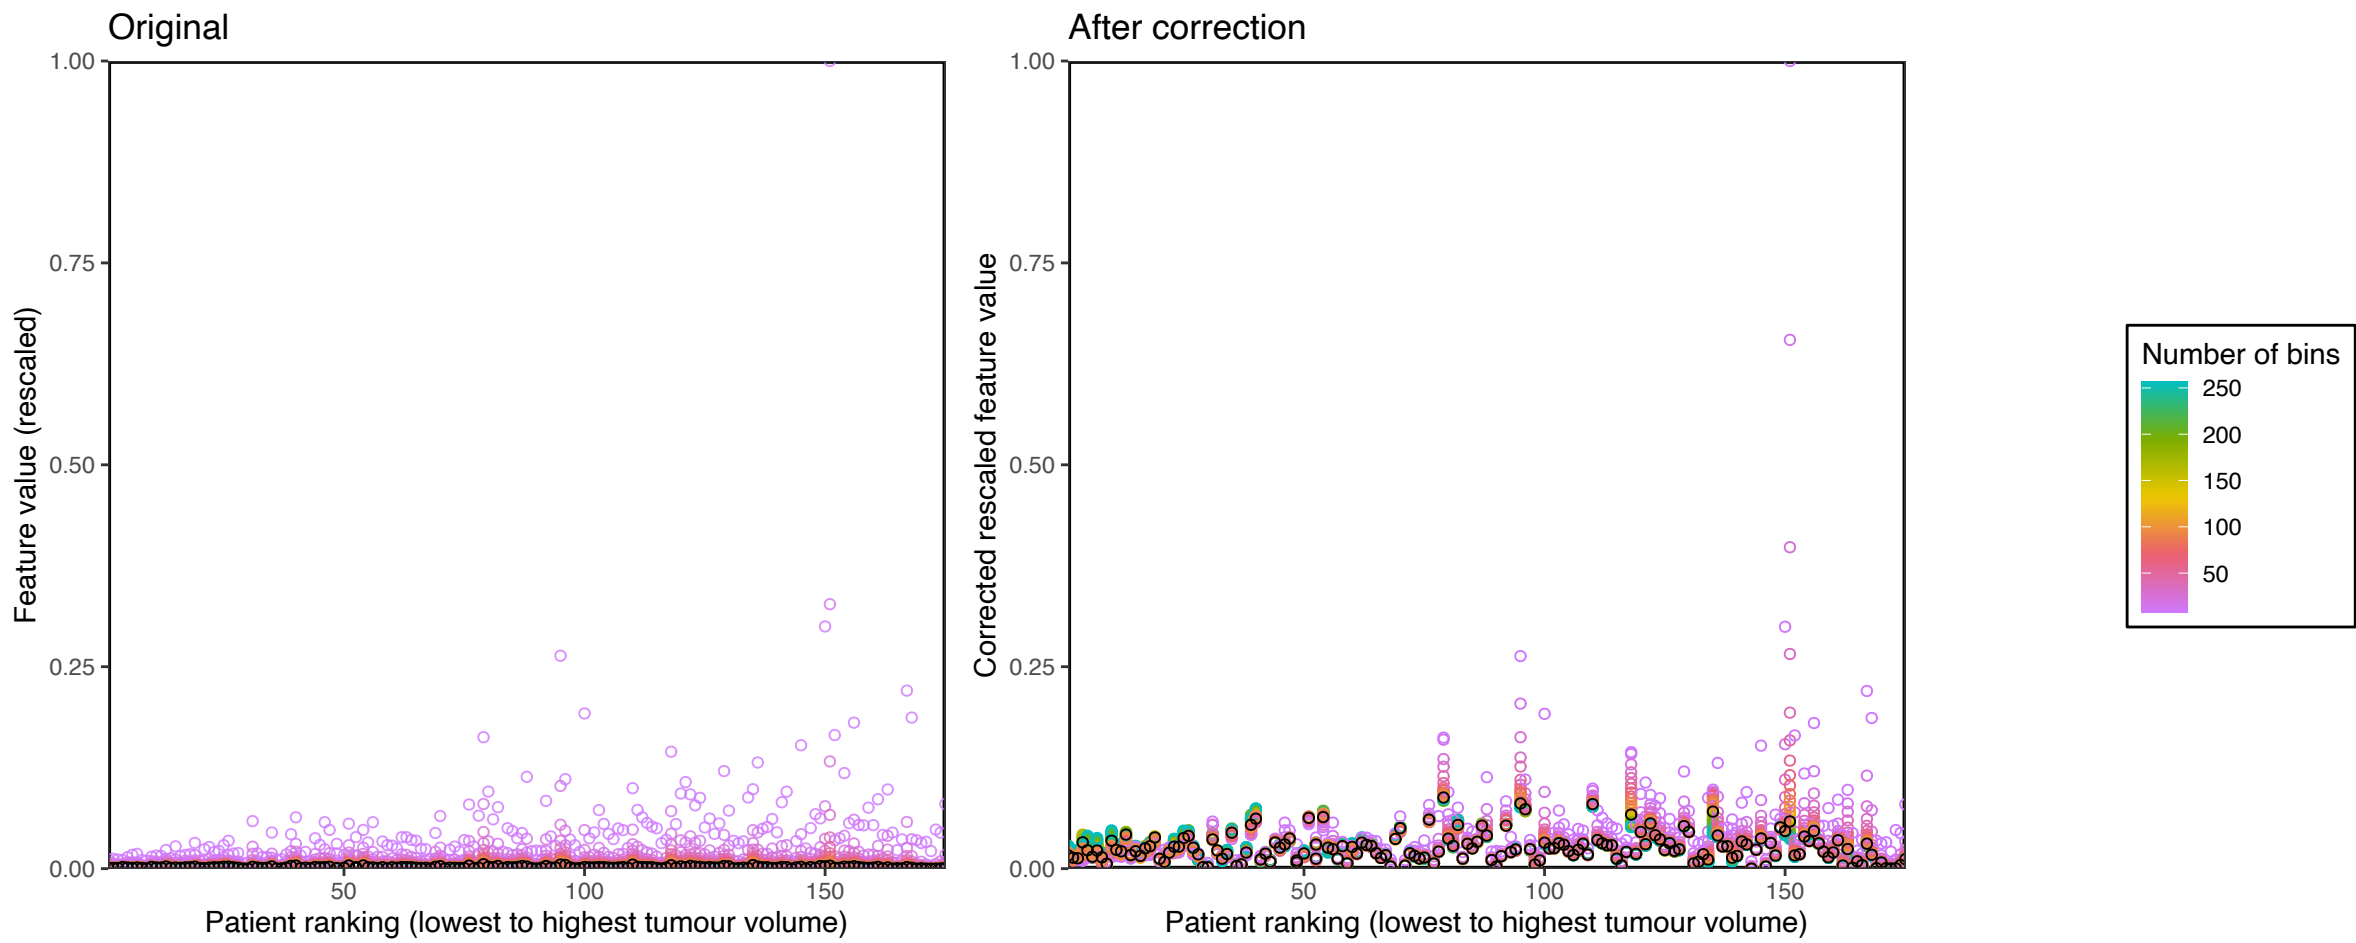 Original
1.00
0.75
0.50
0.25
0.00
50 100 150
Feature value (rescaled)
Patient ranking (lowest to highest tumour volume)
After correction
1.00
0.75
0.50
0.25
0.00
50 100 150
Corrected rescaled feature value
Patient ranking (lowest to highest tumour volume)
Number of bins
250
200
150
100
50